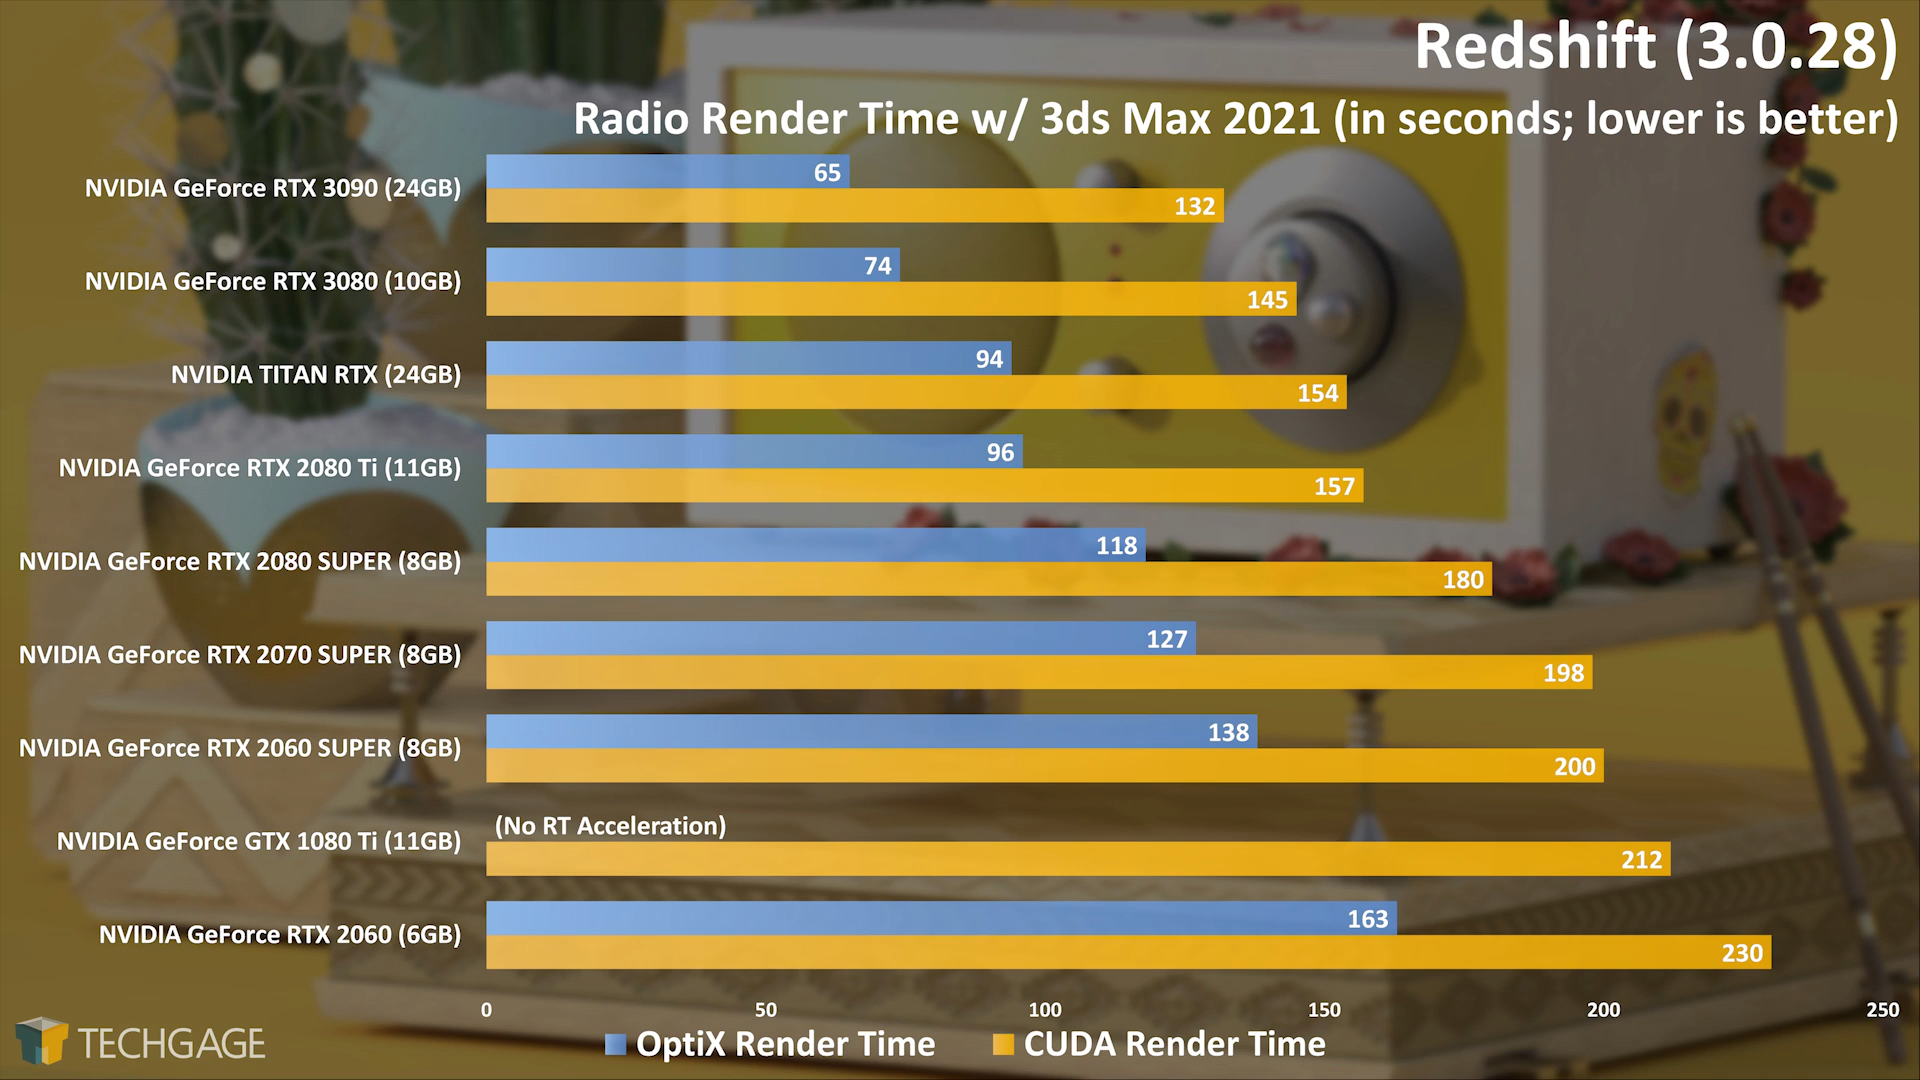 Redshift (3.0.28)
Radio Render Time w/ 3ds Max 2021 (in seconds; lower is better)
NVIDIA GeForce RTX 3090 (24GB)
65
132
NVIDIA GeForce RTX 3080 (10GB)
74
145
NVIDIA TITAN RTX (24GB)
94
154
NVIDIA GeForce RTX 2080 Ti (11GB)
96
157
NVIDIA GeForce RTX 2080 SUPER (8GB)
118
180
NVIDIA GeForce RTX 2070 SUPER (8GB)
127
198
NVIDIA GeForce RTX 2060 SUPER (8GB)
138
200
NVIDIA GeForce GTX 1080 Ti (11GB)
(No RT Acceleration)
212
NVIDIA GeForce RTX 2060 (6GB)
163
230
0 50 100 150 200 250
OptiX Render Time CUDA Render Time
TECHGAGE